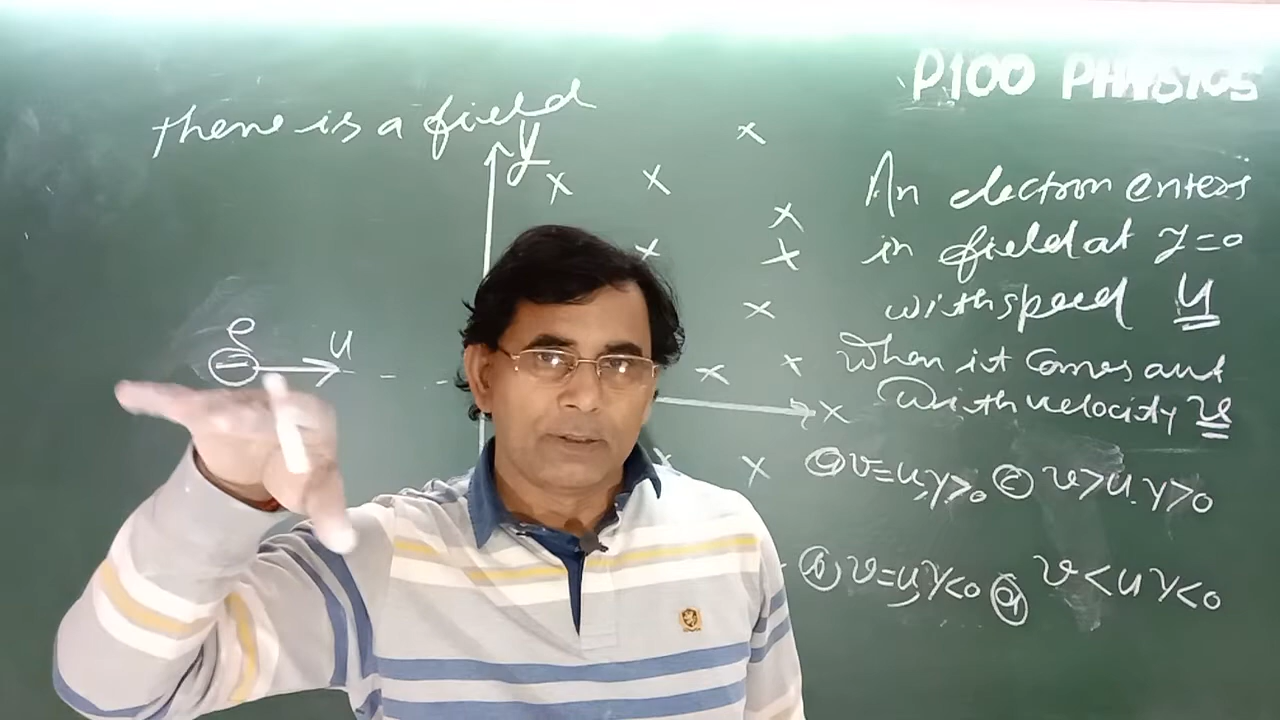 P100 PHYSICS
there is a field
y
An electron enters
in field at y=0
with speed u
e
u
when it comes out
with velocity v
v=u, y>0 c v>u, y>0
b v=u, y<0 d v<u y<0